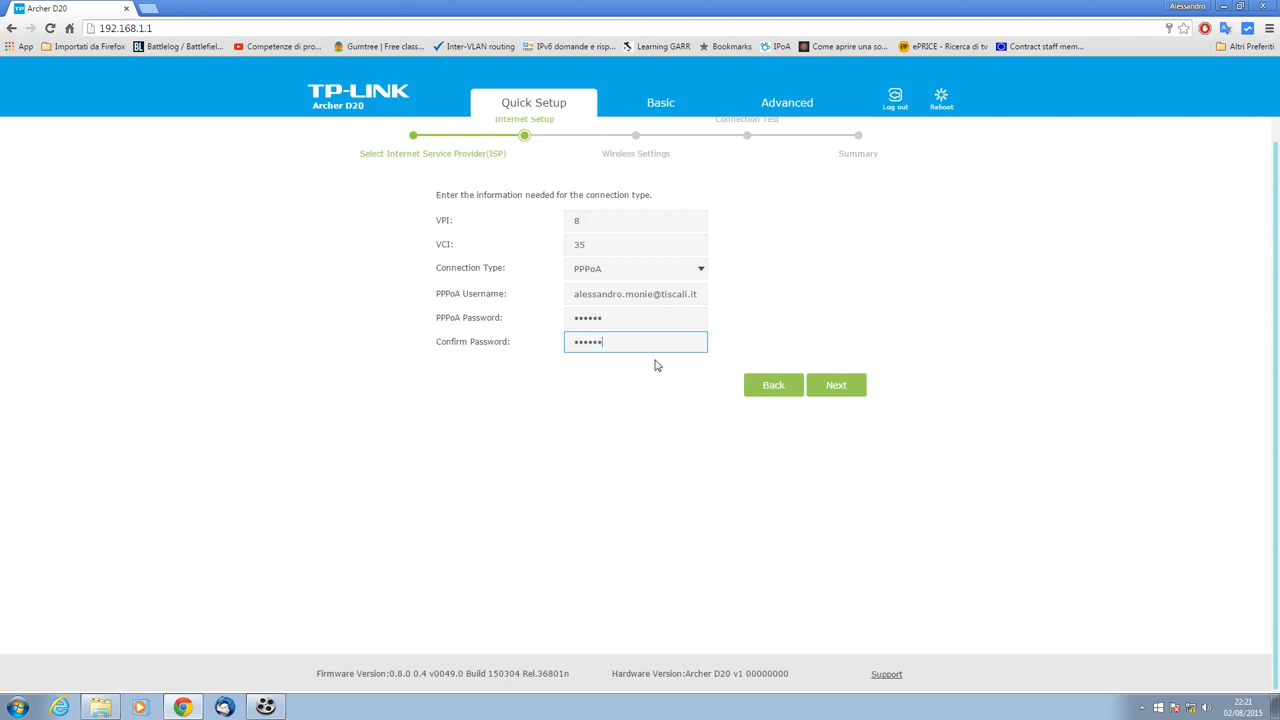 Alessandro
Archer D20
192.168.1.1
App
Importati da Firefox
Battlelog / Battlefiel...
Competenze di pro...
Gumtree | Free class...
Inter-VLAN routing
IPv6 domande e risp...
Learning GARR
Bookmarks
IPoA
Come aprire una so...
ePRICE - Ricerca di tv
Contract staff mem...
Altri Preferiti
TP-LINK
Archer D20
Quick Setup
Basic
Advanced
Log out
Reboot
Internet Setup
Connection Test
Select Internet Service Provider(ISP)
Wireless Settings
Summary
Enter the information needed for the connection type.
VPI: 8
VCI: 35
Connection Type: PPPoA
PPPoA Username: alessandro.monie@tiscali.it
PPPoA Password: ••••••
Confirm Password: ••••••
Back
Next
Firmware Version:0.8.0 0.4 v0049.0 Build 150304 Rel.36801n
Hardware Version:Archer D20 v1 00000000
Support
22:21
02/08/2015